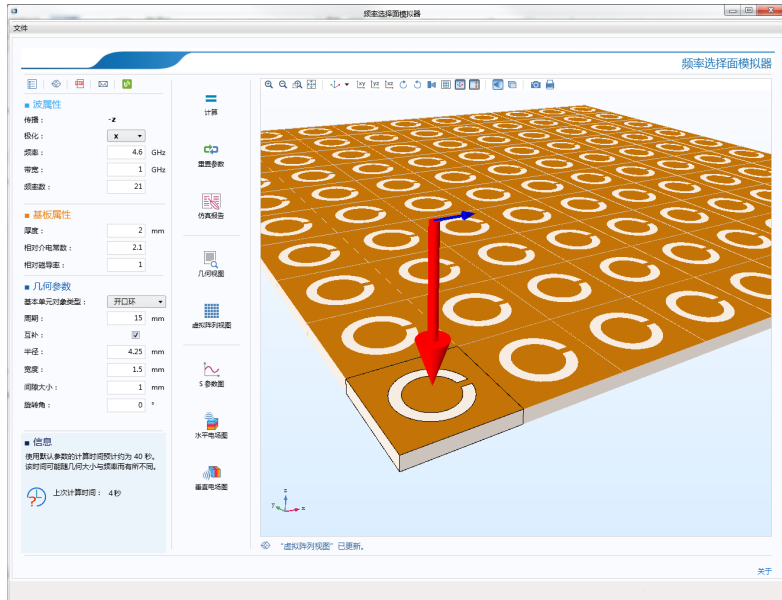 频率选择面模拟器
文件
频率选择面模拟器
波属性
传播： -z
极化： x
频率： 4.6 GHz
带宽： 1 GHz
频率数： 21
基板属性
厚度： 2 mm
相对介电常数： 2.1
相对磁导率： 1
几何参数
基本单元对象类型： 开口环
周期： 15 mm
互补：
半径： 4.25 mm
宽度： 1.5 mm
间隙大小： 1 mm
旋转角： 0 °
信息
使用默认参数的计算时间预计约为 40 秒。
该时间可能随几何大小与频率而有所不同。
上次计算时间： 4秒
计算
重置参数
仿真报告
几何视图
虚拟阵列视图
S 参数图
水平电场图
垂直电场图
xy yz xz
z
y x
"虚拟阵列视图" 已更新。
关于